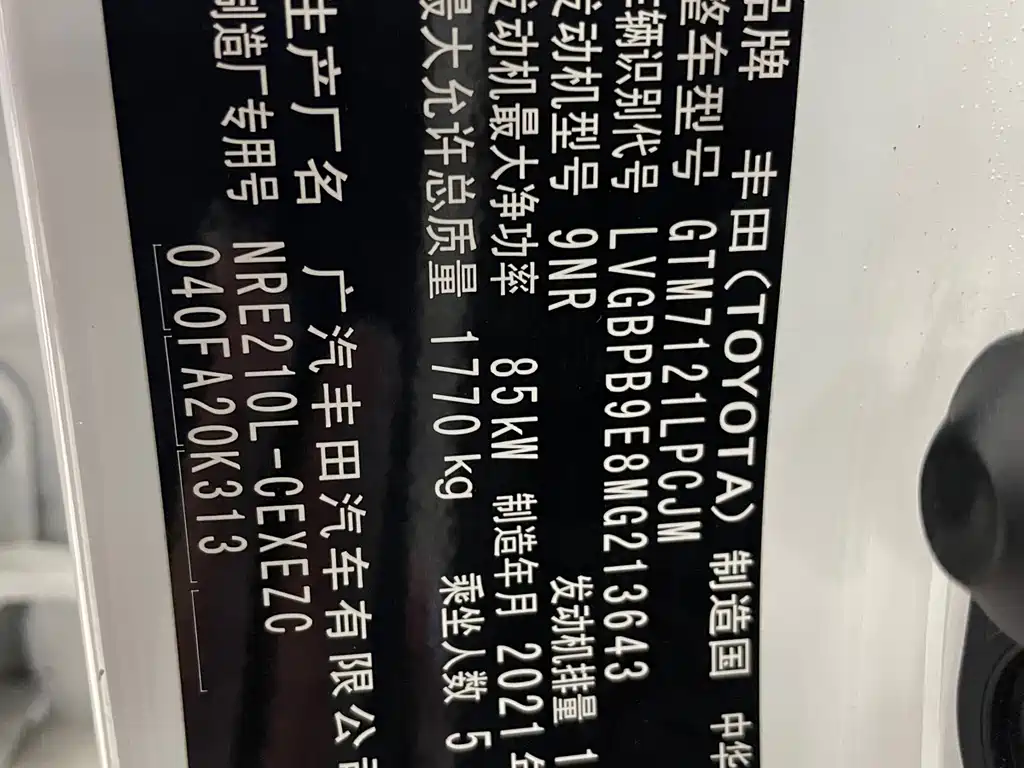 品牌 丰田(TOYOTA) 制造国 中华
整车型号 GTM7121LPCJM
车辆识别代号 LVGBPB9E8MG213643
发动机型号 9NR 发动机排量 1
发动机最大净功率 85kW 制造年月 2021
最大允许总质量 1770kg 乘坐人数 5
生产厂名 广汽丰田汽车有限公司
制造厂专用号 NRE210L-CEXEZC
040FA20K313